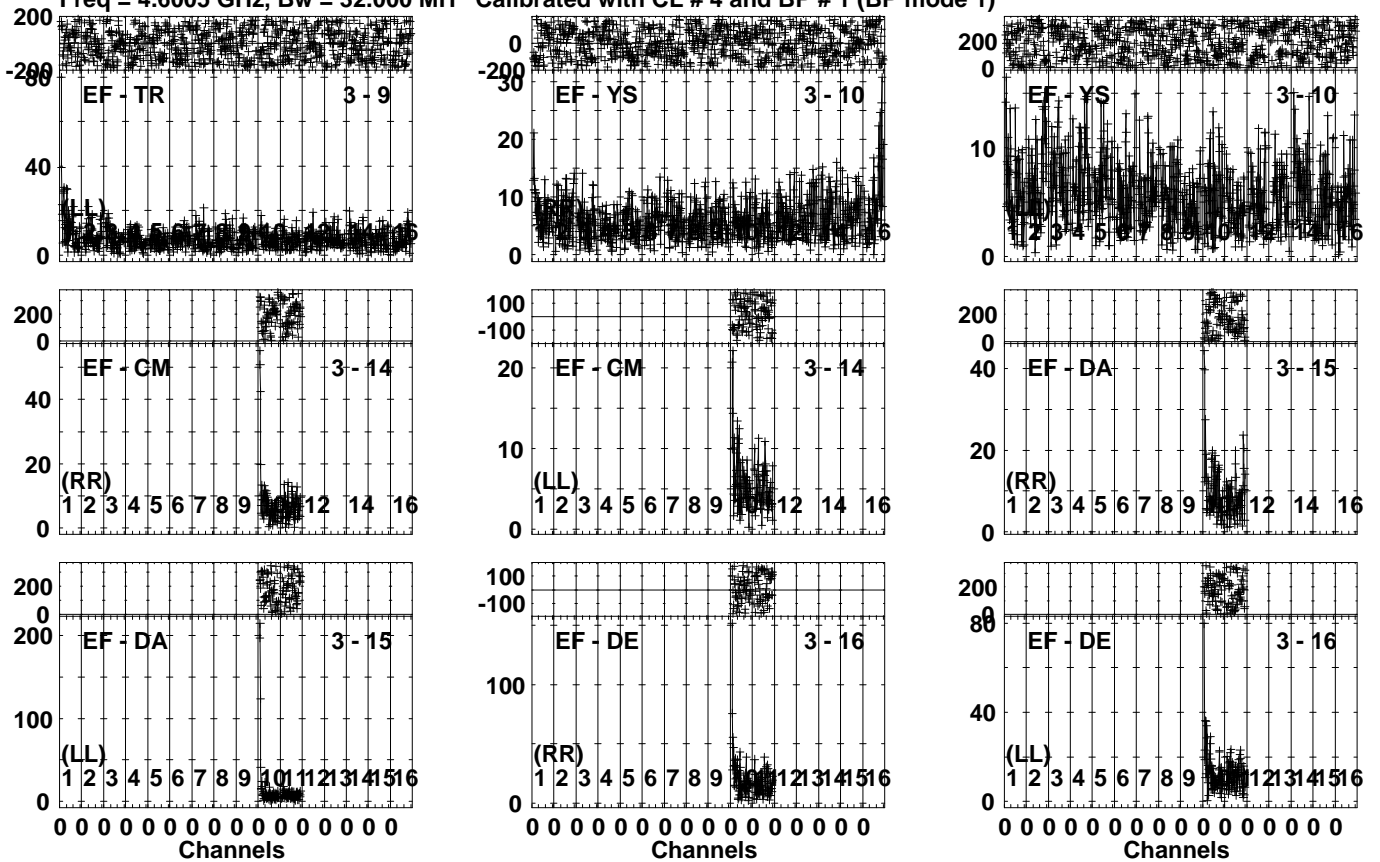 Freq = 4.6005 GHz, Bw = 32.000 MH Calibrated with CL # 4 and BP # 1 (BP mode 1)
200
-200
80
40
0
EF - TR 3 - 9
(LL)
0
-200
30
20
10
0
EF - YS 3 - 10
200
0
10
0
EF - YS 3 - 10
1 2 3 4 5 6 7 8 9 10 11 12 14 16
200
0
40
20
0
EF - CM 3 - 14
(RR)
1 2 3 4 5 6 7 8 9 12 14 16
100
-100
20
10
0
EF - CM 3 - 14
(LL)
1 2 3 4 5 6 7 8 9 10 12 14 16
200
0
40
20
0
EF - DA 3 - 15
(RR)
1 2 3 4 5 6 7 8 9 12 14 16
200
0
200
100
0
EF - DA 3 - 15
(LL)
1 2 3 4 5 6 7 8 9 10 11 12 13 14 15 16
100
-100
100
0
EF - DE 3 - 16
(RR)
1 2 3 4 5 6 7 8 9 12 13 14 15 16
200
0
80
40
0
EF - DE 3 - 16
(LL)
1 2 3 4 5 6 7 8 9 12 13 14 15 16
0 0 0 0 0 0 0 0 0 0 0 0 0 0 0 0
Channels
0 0 0 0 0 0 0 0 0 0 0 0 0 0 0 0
Channels
0 0 0 0 0 0 0 0 0 0 0 0 0 0 0 0
Channels